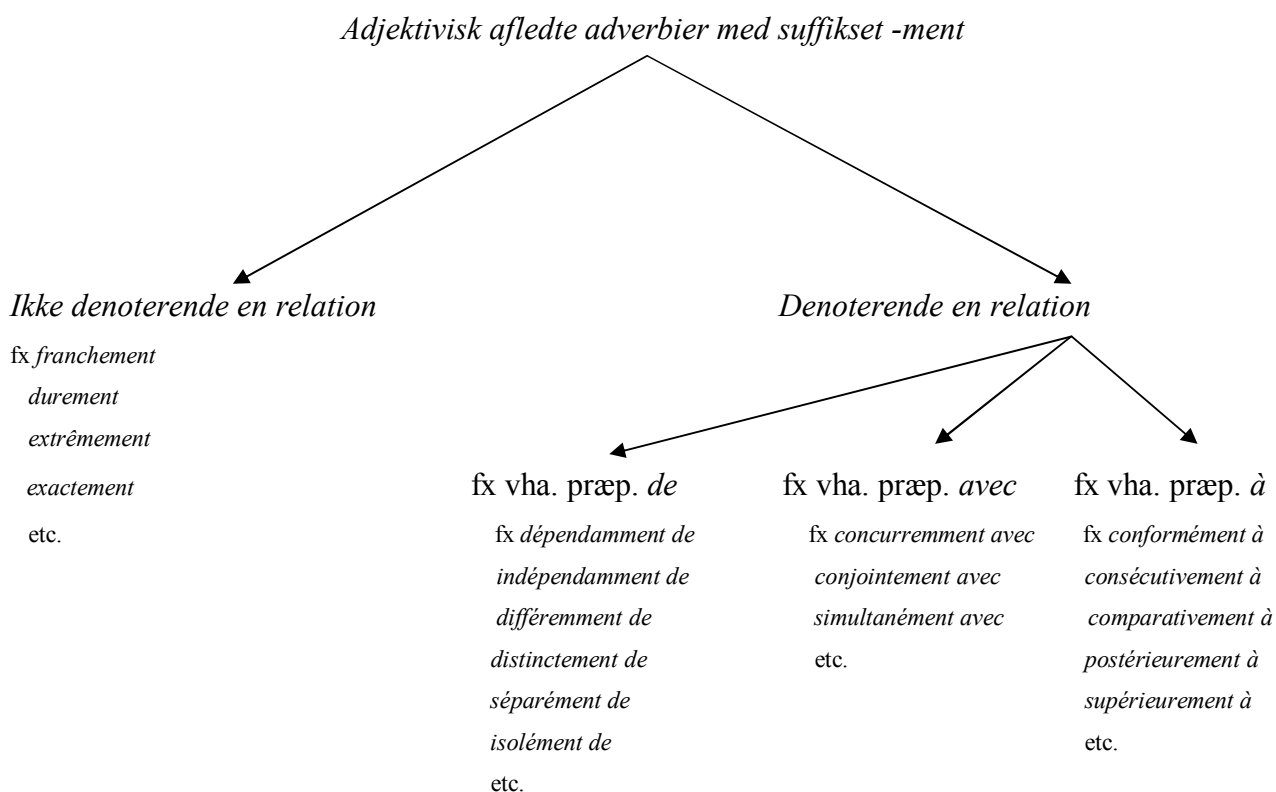 Adjektivisk afledte adverbier med suffikset -ment
Ikke denoterende en relation
fx franchement
durement
extrêmement
exactement
etc.
Denoterende en relation
fx vha. præp. de
fx dépendamment de
indépendamment de
différemment de
distinctement de
séparément de
isolément de
etc.
fx vha. præp. avec
fx concurremment avec
conjointement avec
simultanément avec
etc.
fx vha. præp. à
fx conformément à
consécutivement à
comparativement à
postérieurement à
supérieurement à
etc.